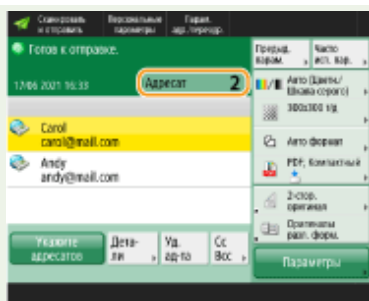 Сканировать и отправить
Персональные параметры
Парам. адр./переадр.
Готов к отправке.
17/06 2021 16:33
Адресат 2
Carol
carol@mail.com
Andy
andy@mail.com
Укажите адресатов
Дета- ли
Уд. ад-та
Cc Bcc
Предыд. парам.
Часто исп. пар.
Авто (Цветн./ Шкала серого)
300x300 т/д
Авто формат
PDF; Компактный
2-стор. оригинал
Оригиналы разл. форм.
Параметры